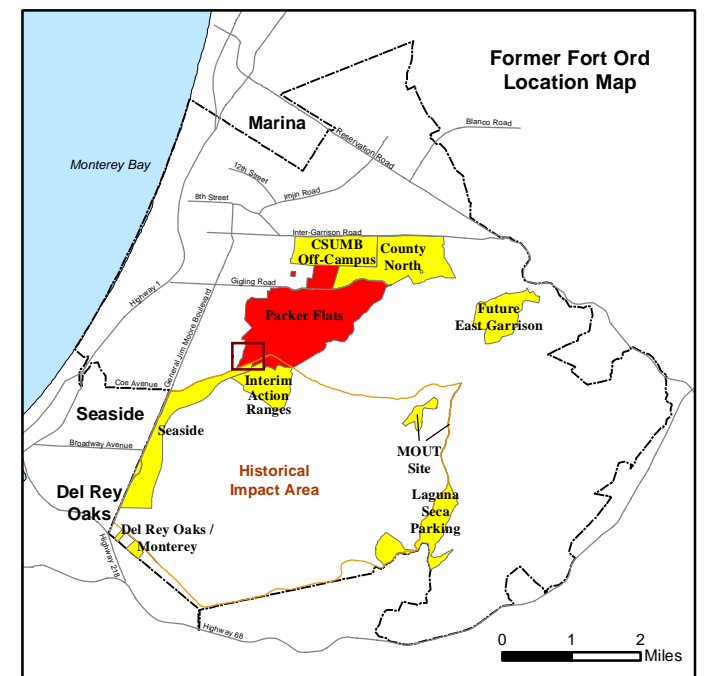 Former Fort Ord
Location Map
Marina
Blanco Road
Reservation Road
Monterey Bay
12th Street
Imjin Road
8th Street
Inter-Garrison Road
CSUMB
Off-Campus
County
North
Gigling Road
Highway 1
General Jim Moore Boulevard
Parker Flats
Future
East Garrison
Coe Avenue
Interim
Action
Ranges
Seaside
Seaside
Broadway Avenue
MOUT
Site
Historical
Impact Area
Del Rey
Oaks
Laguna
Seca
Parking
Del Rey Oaks /
Monterey
Highway 218
Highway 68
0 1 2
Miles